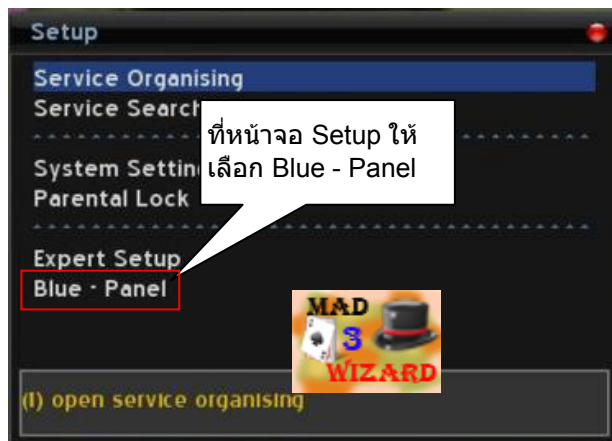 Setup
Service Organising
Service Search
ที่หน้าจอ Setup ให้
เลือก Blue - Panel
System Settin
Parental Lock
Expert Setup
Blue - Panel
MAD
3
WIZARD
(1) open service organising